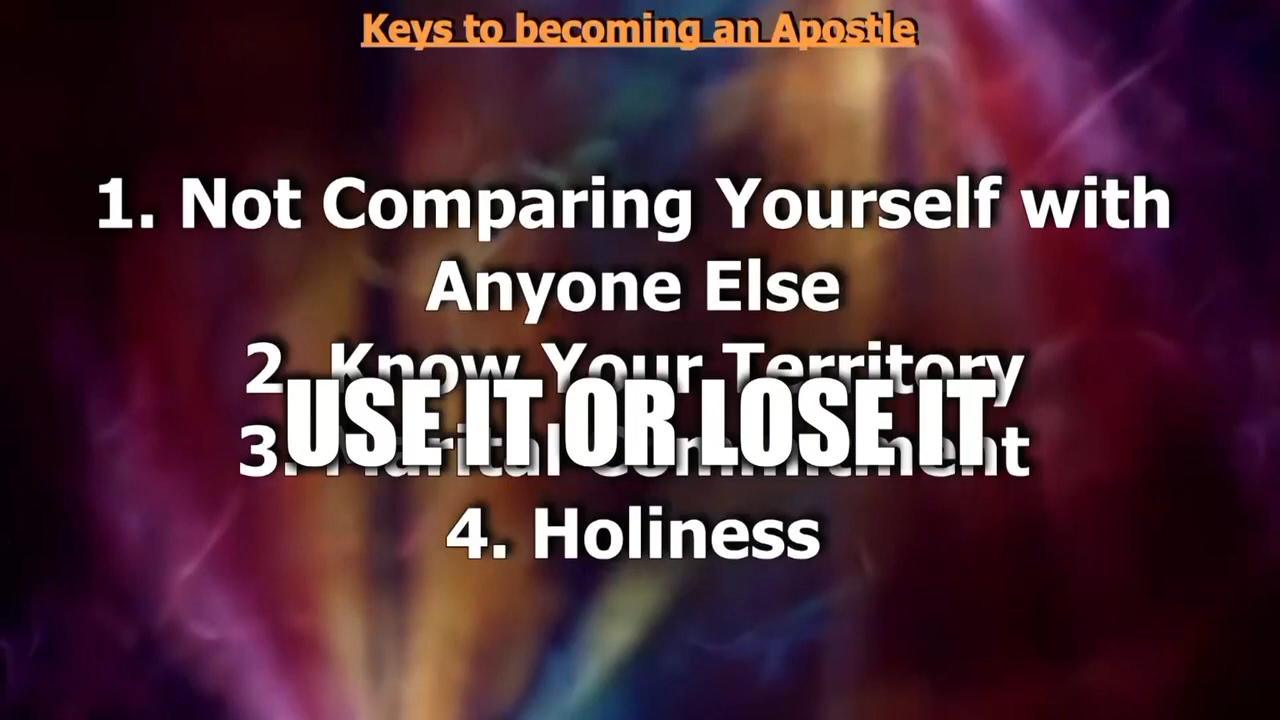 Keys to becoming an Apostle
1. Not Comparing Yourself with
Anyone Else
2. Know Your Territory
USE IT OR LOSE IT
3. Marital Commitment
4. Holiness